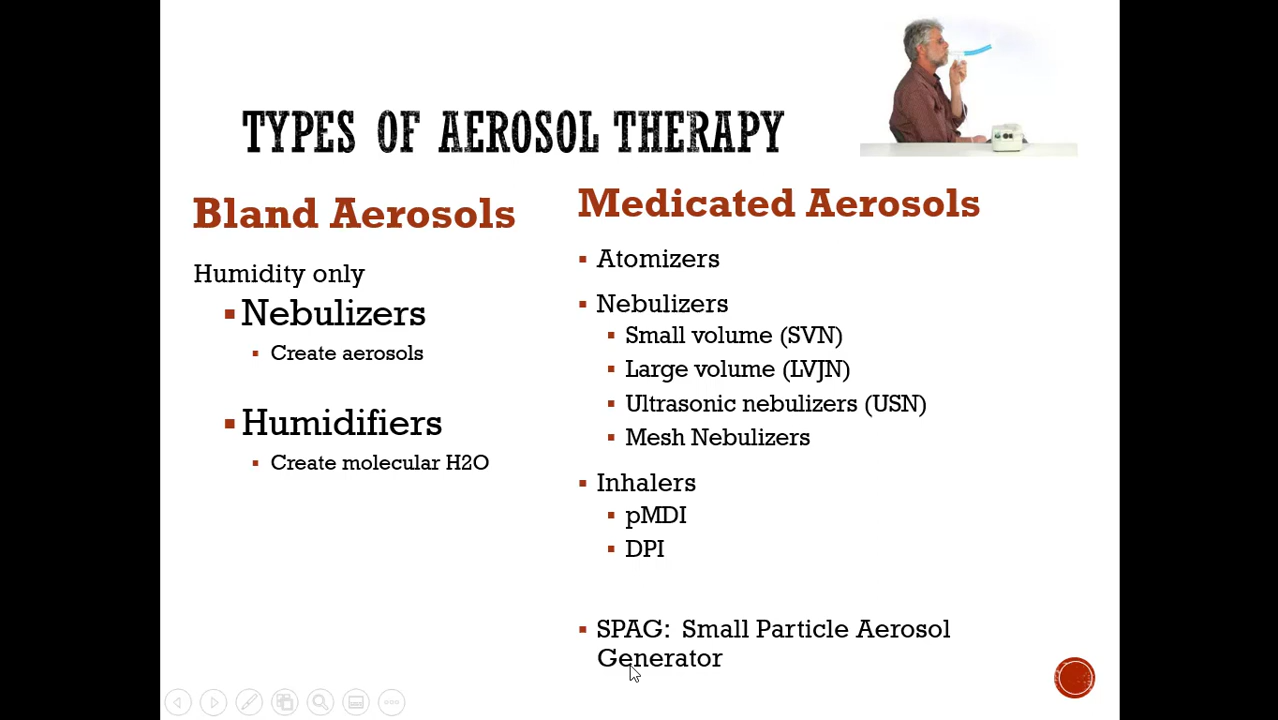 TYPES OF AEROSOL THERAPY
Bland Aerosols
Humidity only
Nebulizers
Create aerosols
Humidifiers
Create molecular H2O
Medicated Aerosols
Atomizers
Nebulizers
Small volume (SVN)
Large volume (LVJN)
Ultrasonic nebulizers (USN)
Mesh Nebulizers
Inhalers
pMDI
DPI
SPAG: Small Particle Aerosol
Generator